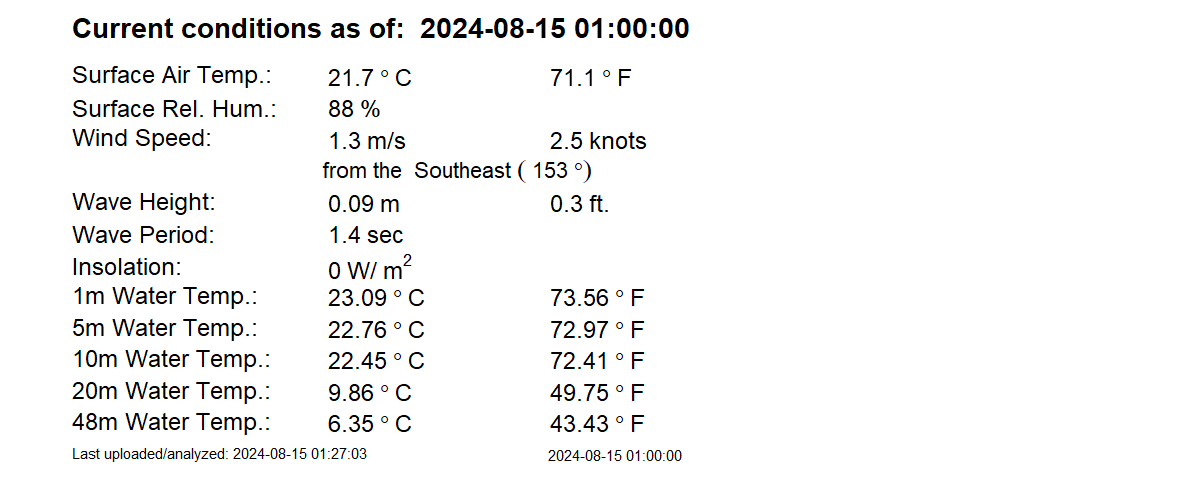 Current conditions as of:  2024-08-15 01:00:00
Surface Air Temp.: 21.7 ° C 71.1 ° F
Surface Rel. Hum.: 88 %
Wind Speed: 1.3 m/s 2.5 knots
from the  Southeast ( 153 °)
Wave Height: 0.09 m 0.3 ft.
Wave Period: 1.4 sec
Insolation: 0 W/ m²
1m Water Temp.: 23.09 ° C 73.56 ° F
5m Water Temp.: 22.76 ° C 72.97 ° F
10m Water Temp.: 22.45 ° C 72.41 ° F
20m Water Temp.: 9.86 ° C 49.75 ° F
48m Water Temp.: 6.35 ° C 43.43 ° F
Last uploaded/analyzed: 2024-08-15 01:27:03 2024-08-15 01:00:00